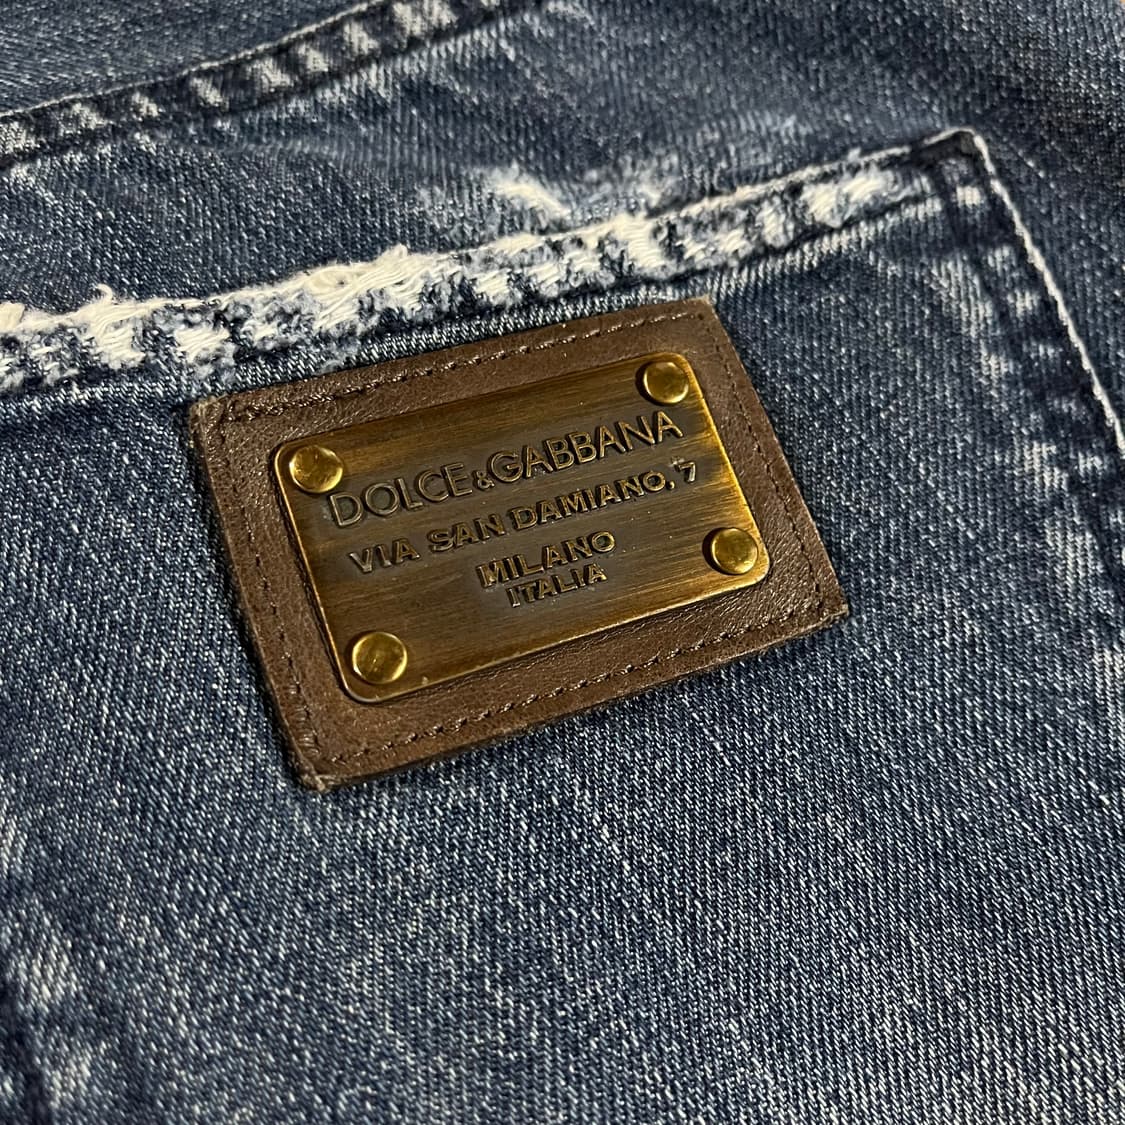 DOLCE&GABBANA
VIA SAN DAMIANO, 7
MILANO
ITALIA